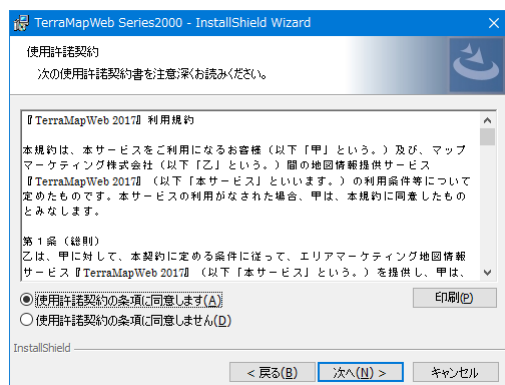 TerraMapWeb Series2000 - InstallShield Wizard
使用許諾契約
次の使用許諾契約書を注意深くお読みください。
『TerraMapWeb 2017』 利用規約
本規約は、本サービスをご利用になるお客様（以下「甲」という。）及び、マップ
マーケティング株式会社（以下「乙」という。）間の地図情報提供サービス
『TerraMapWeb 2017』（以下「本サービス」といいます。）の利用条件等について
定めたものです。本サービスの利用がなされた場合、甲は、本規約に同意したもの
とみなします。
第１条（総則）
乙は、甲に対して、本契約に定める条件に従って、エリアマーケティング地図情報
サービス『TerraMapWeb 2017』（以下「本サービス」という。）を提供し、甲は、
使用許諾契約の条項に同意します(A)
印刷(P)
使用許諾契約の条項に同意しません(D)
InstallShield
< 戻る(B)
次へ(N) >
キャンセル